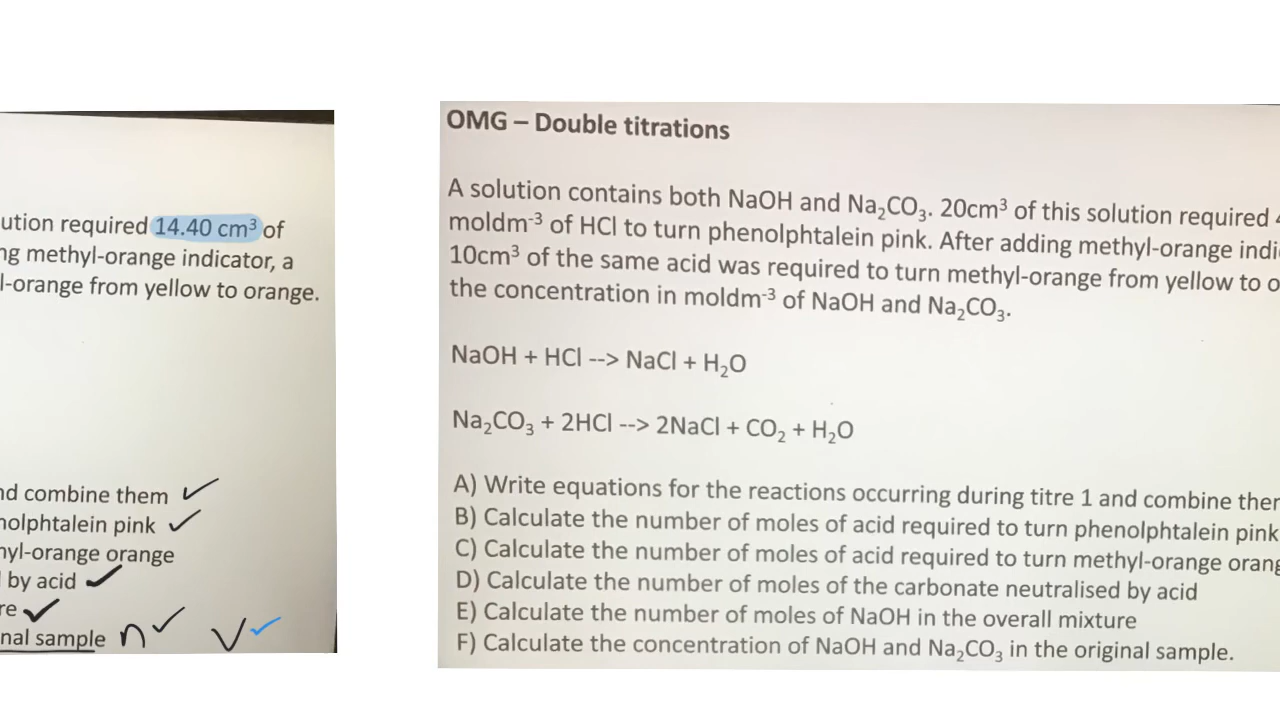 ution required 14.40 cm³ of
ng methyl-orange indicator, a
l-orange from yellow to orange.
nd combine them
nolphtalein pink
hyl-orange orange
by acid
re
nal sample n V
OMG – Double titrations
A solution contains both NaOH and Na₂CO₃. 20cm³ of this solution required
moldm⁻³ of HCl to turn phenolphtalein pink. After adding methyl-orange indi
10cm³ of the same acid was required to turn methyl-orange from yellow to o
the concentration in moldm⁻³ of NaOH and Na₂CO₃.
NaOH + HCl --> NaCl + H₂O
Na₂CO₃ + 2HCl --> 2NaCl + CO₂ + H₂O
A) Write equations for the reactions occurring during titre 1 and combine ther
B) Calculate the number of moles of acid required to turn phenolphtalein pink
C) Calculate the number of moles of acid required to turn methyl-orange orang
D) Calculate the number of moles of the carbonate neutralised by acid
E) Calculate the number of moles of NaOH in the overall mixture
F) Calculate the concentration of NaOH and Na₂CO₃ in the original sample.